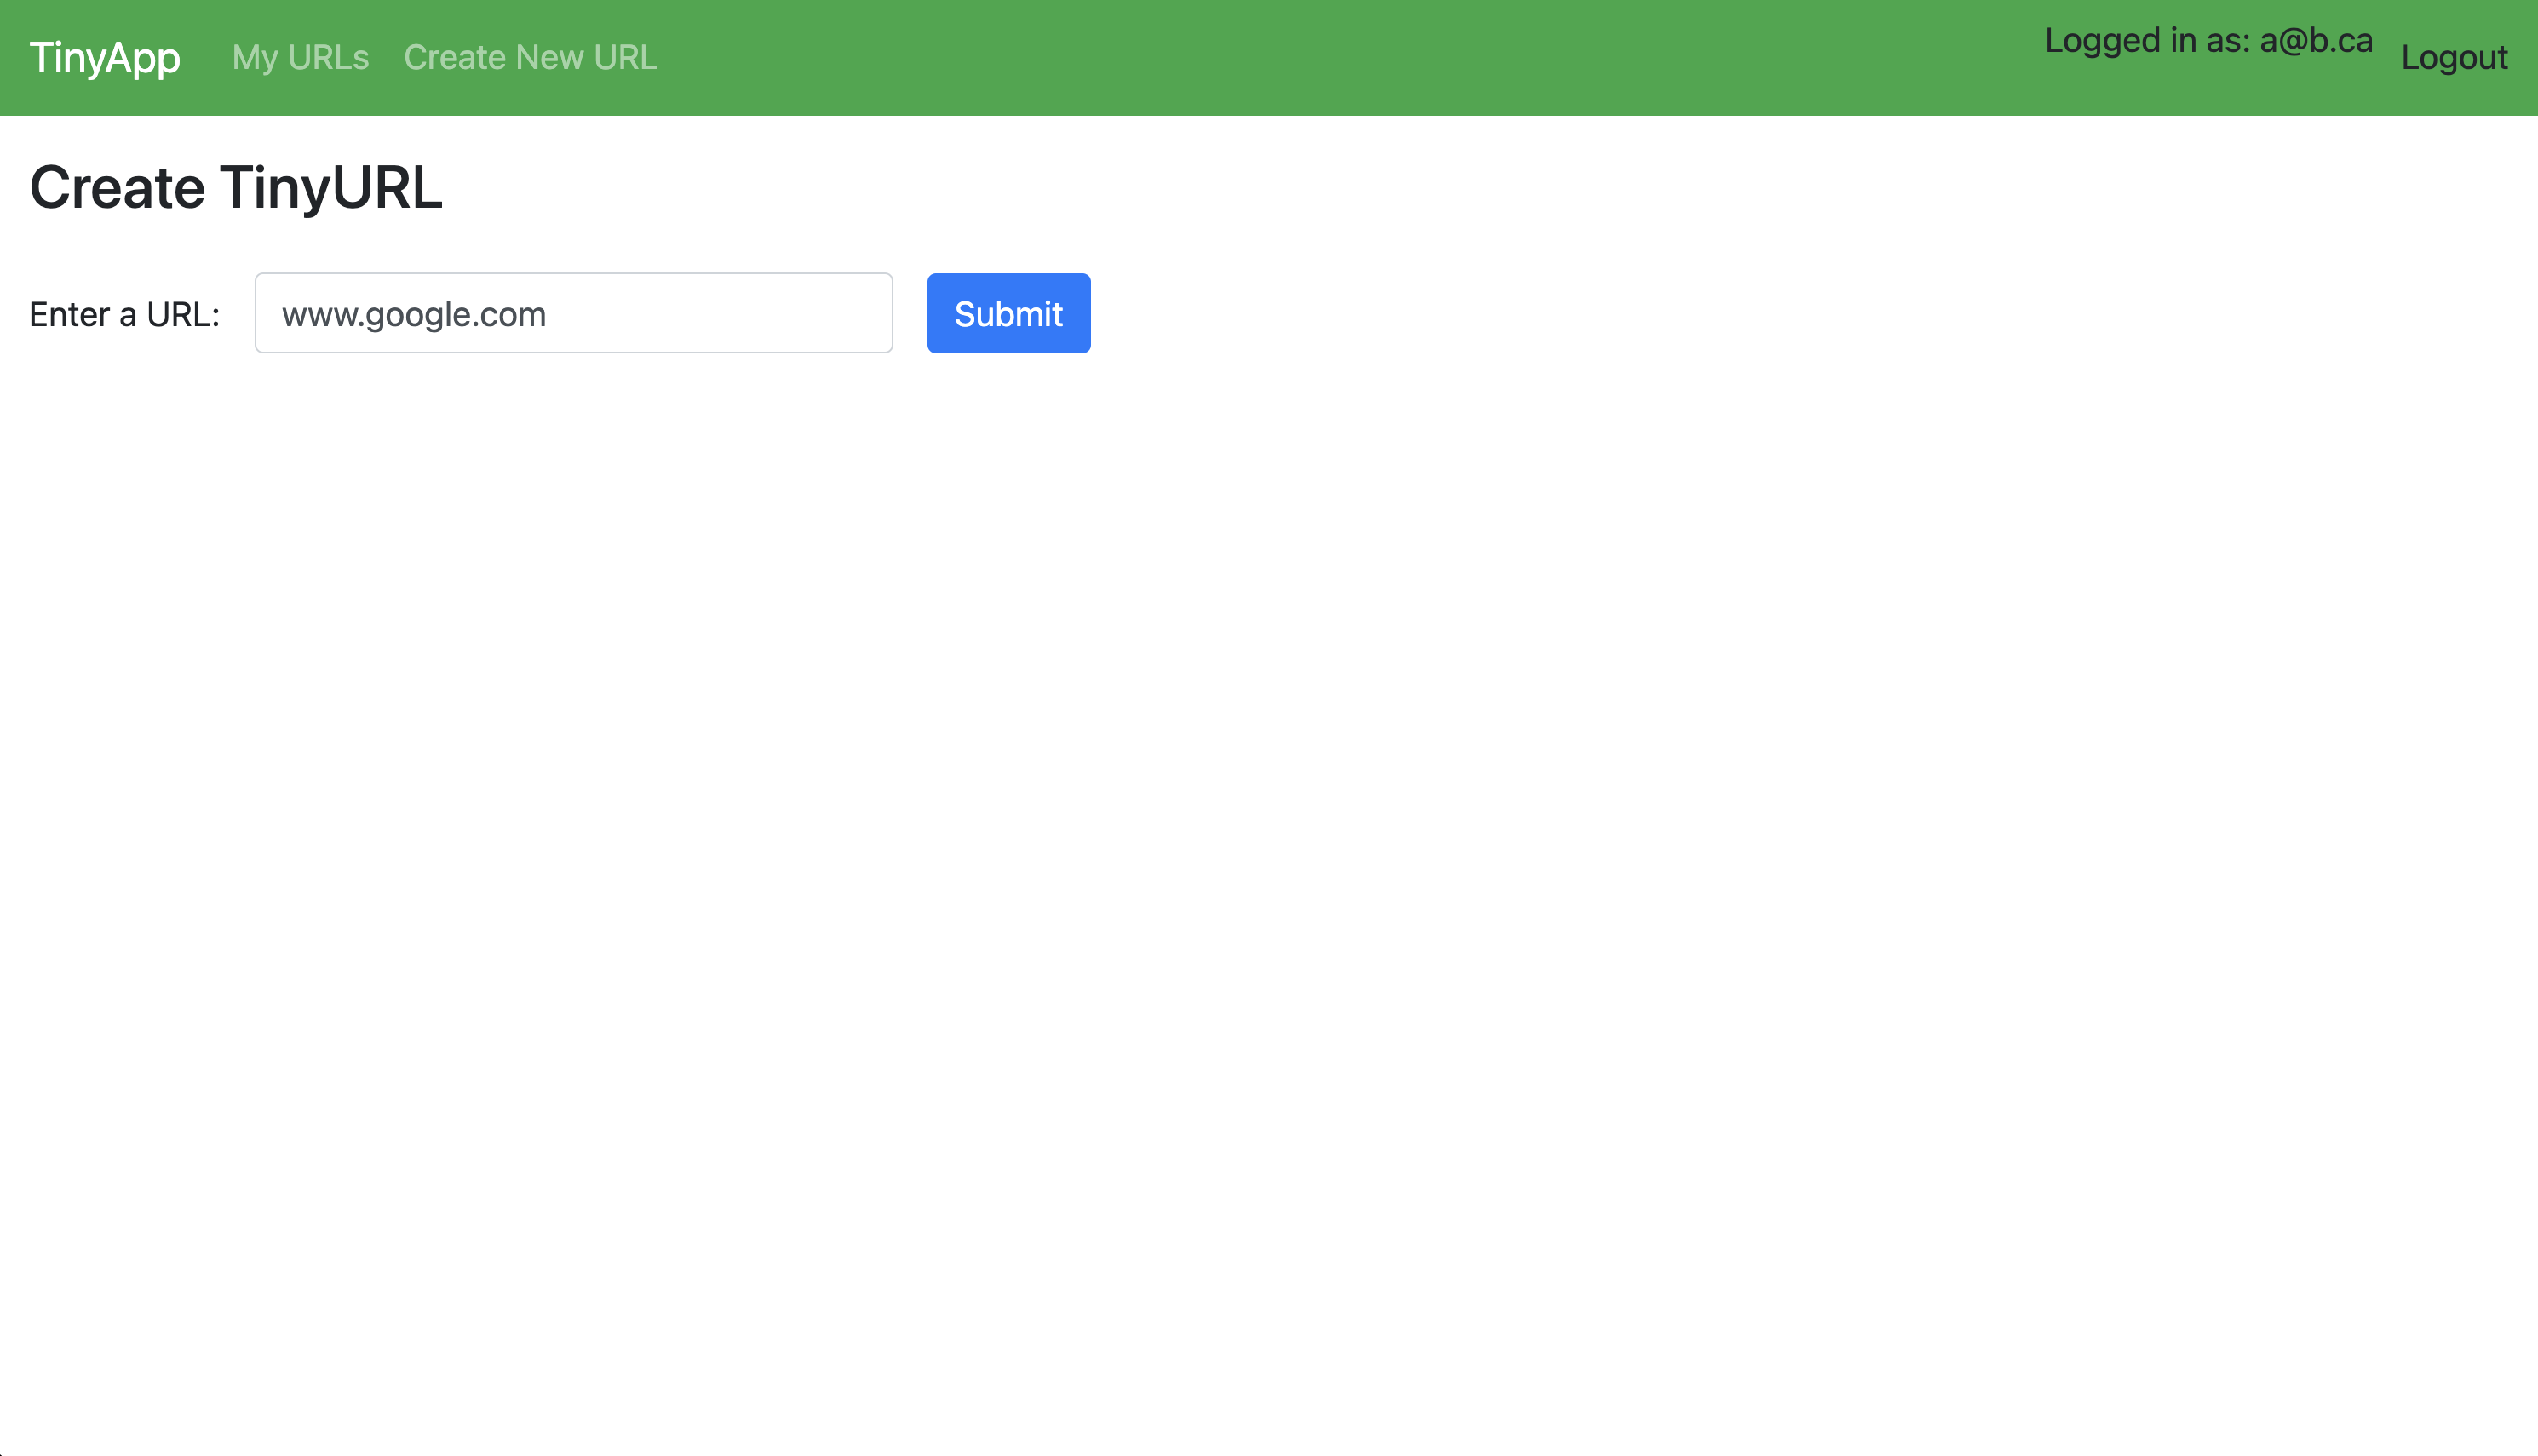 TinyApp My URLs Create New URL Logged in as: a@b.ca Logout
Create TinyURL
Enter a URL: www.google.com Submit